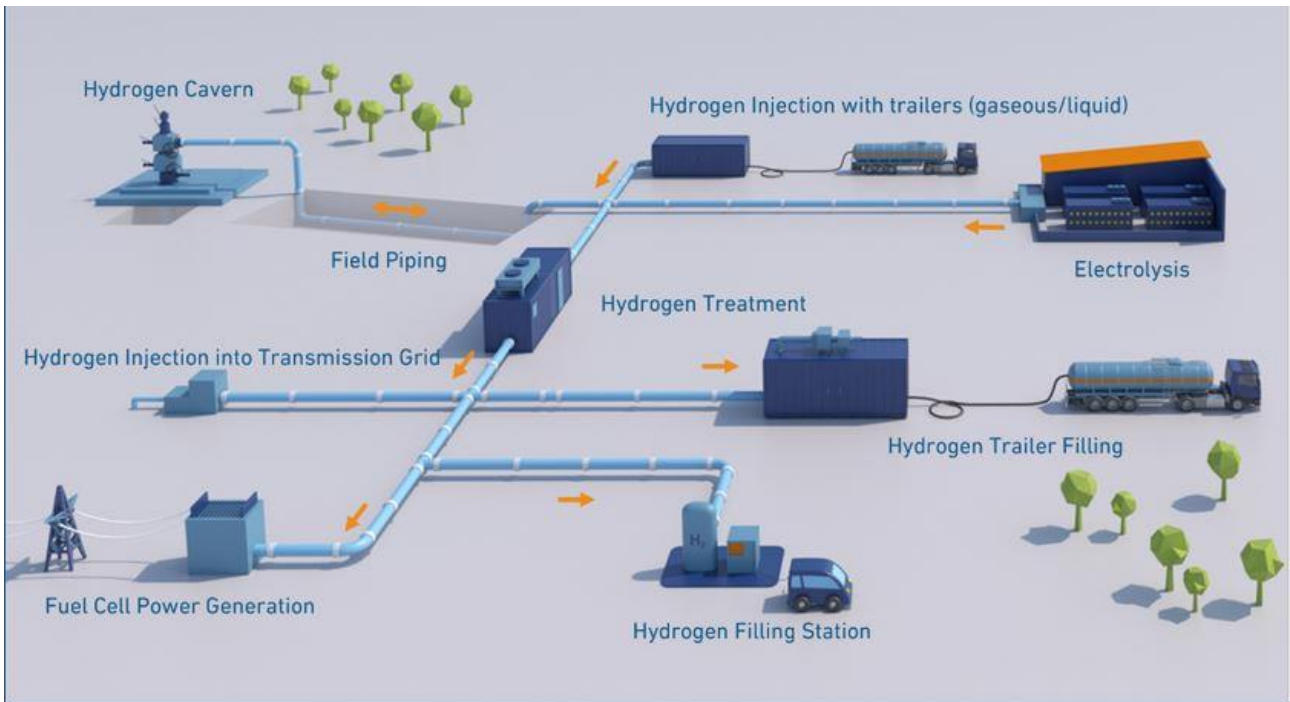 Hydrogen Cavern
Hydrogen Injection with trailers (gaseous/liquid)
Field Piping
Electrolysis
Hydrogen Treatment
Hydrogen Injection into Transmission Grid
Hydrogen Trailer Filling
H₂
Fuel Cell Power Generation
Hydrogen Filling Station